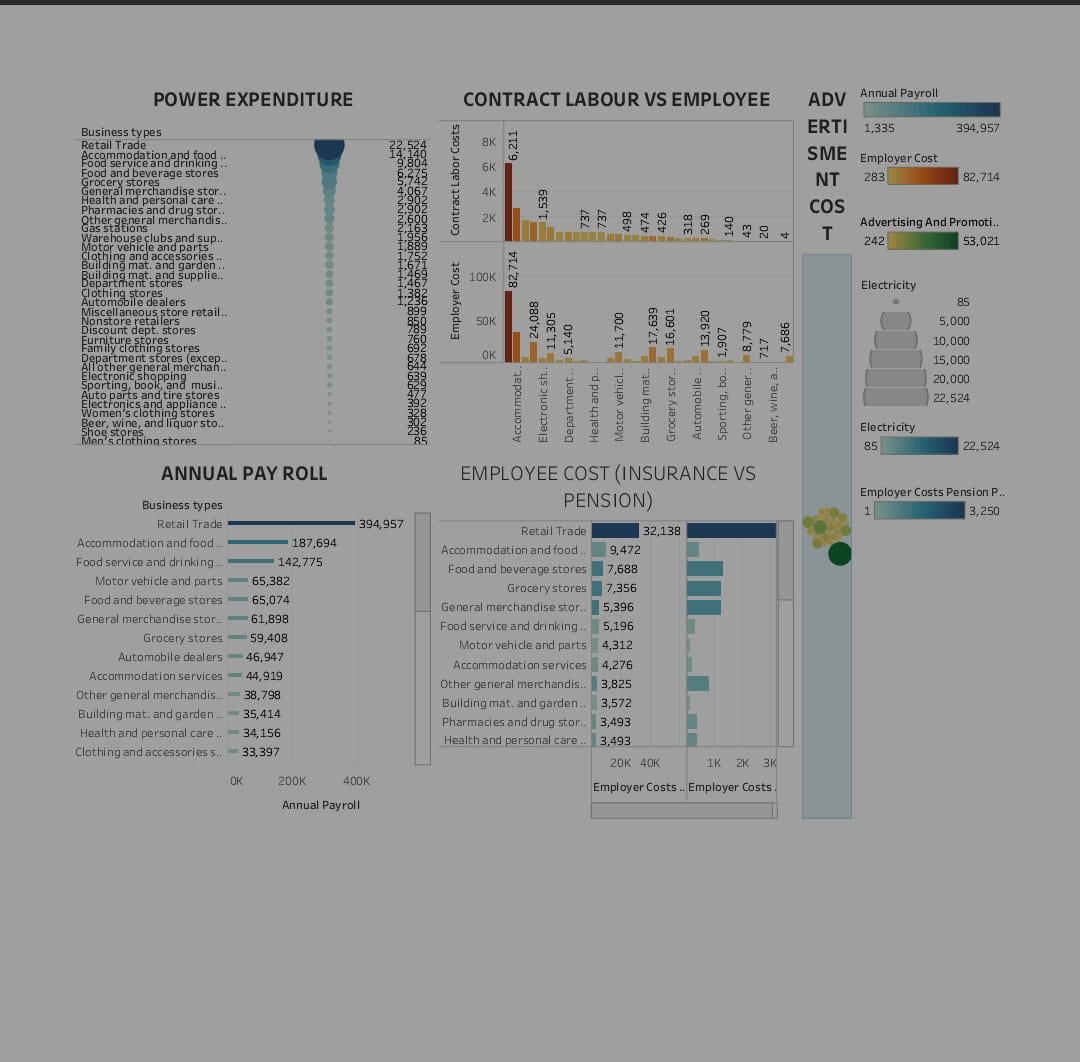 POWER EXPENDITURE
Business types
Retail Trade 22,524
Accommodation and food .. 14,140
Food service and drinking .. 9,804
Food and beverage stores 6,275
Grocery stores 5,742
General merchandise stor.. 4,067
Health and personal care .. 2,902
Pharmacies and drug stor.. 2,902
Other general merchandis.. 2,600
Gas stations 2,163
Warehouse clubs and sup.. 1,956
Motor vehicle and parts 1,889
Clothing and accessories .. 1,752
Building mat. and garden .. 1,671
Building mat. and supplie.. 1,469
Department stores 1,467
Clothing stores 1,382
Automobile dealers 1,236
Miscellaneous store retail.. 899
Nonstore retailers 850
Discount dept. stores 789
Furniture stores 760
Family clothing stores 692
Department stores (excep.. 678
All other general merchan.. 644
Electronic shopping 639
Sporting, book, and musi.. 629
Auto parts and tire stores 477
Electronics and appliance .. 392
Women's clothing stores 328
Beer, wine, and liquor sto.. 302
Shoe stores 236
Men's clothing stores 85
CONTRACT LABOUR VS EMPLOYEE
Contract Labor Costs
8K
6K
4K
2K
6,211 1,539 737 737 498 474 426 318 269 140 43 20 4
Employer Cost
100K
50K
0K
82,714 24,088 11,305 5,140 11,700 17,639 16,601 13,920 1,907 8,779 717 7,686
Accommodat.. Electronic sh.. Department .. Health and p.. Motor vehicl.. Building mat.. Grocery stor.. Automobile .. Sporting, bo.. Other gener.. Beer, wine, a..
ADV
ERTI
SME
NT
COS
T
Annual Payroll
1,335 394,957
Employer Cost
283 82,714
Advertising And Promoti..
242 53,021
Electricity
85
5,000
10,000
15,000
20,000
22,524
Electricity
85 22,524
Employer Costs Pension P..
1 3,250
ANNUAL PAY ROLL
Business types
Retail Trade 394,957
Accommodation and food .. 187,694
Food service and drinking .. 142,775
Motor vehicle and parts 65,382
Food and beverage stores 65,074
General merchandise stor.. 61,898
Grocery stores 59,408
Automobile dealers 46,947
Accommodation services 44,919
Other general merchandis.. 38,798
Building mat. and garden .. 35,414
Health and personal care .. 34,156
Clothing and accessories s.. 33,397
0K 200K 400K
Annual Payroll
EMPLOYEE COST (INSURANCE VS
PENSION)
Retail Trade 32,138
Accommodation and food .. 9,472
Food and beverage stores 7,688
Grocery stores 7,356
General merchandise stor.. 5,396
Food service and drinking .. 5,196
Motor vehicle and parts 4,312
Accommodation services 4,276
Other general merchandis.. 3,825
Building mat. and garden .. 3,572
Pharmacies and drug stor.. 3,493
Health and personal care .. 3,493
20K 40K 1K 2K 3K
Employer Costs .. Employer Costs .